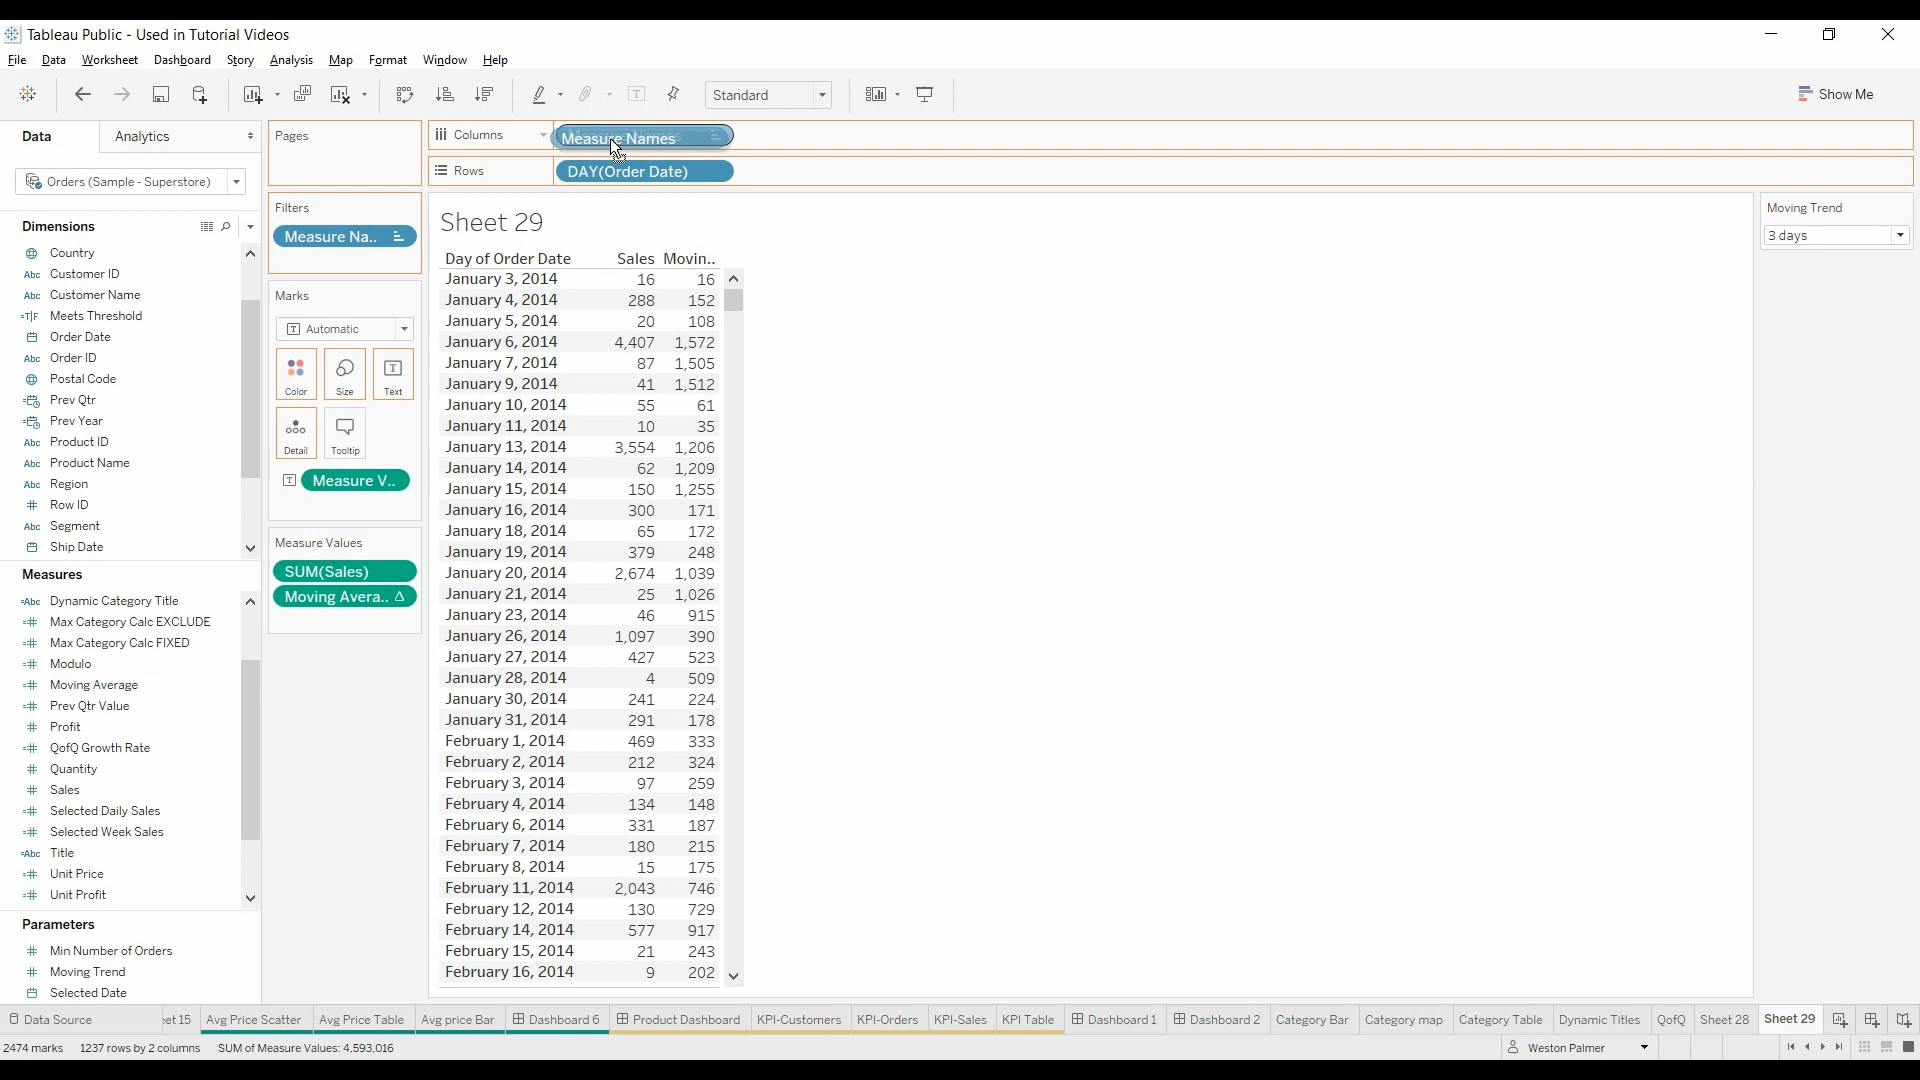 Tableau Public - Used in Tutorial Videos
File Data Worksheet Dashboard Story Analysis Map Format Window Help
Standard
Show Me
Data Analytics
Orders (Sample - Superstore)
Dimensions
Country
Abc Customer ID
Abc Customer Name
=T|F Meets Threshold
Order Date
Abc Order ID
Postal Code
Prev Qtr
Prev Year
Abc Product ID
Abc Product Name
Abc Region
# Row ID
Abc Segment
Ship Date
Measures
=Abc Dynamic Category Title
=# Max Category Calc EXCLUDE
=# Max Category Calc FIXED
=# Modulo
=# Moving Average
=# Prev Qtr Value
# Profit
=# QofQ Growth Rate
# Quantity
# Sales
=# Selected Daily Sales
=# Selected Week Sales
=Abc Title
=# Unit Price
=# Unit Profit
Parameters
# Min Number of Orders
# Moving Trend
Selected Date
Pages
Filters
Measure Na..
Marks
Automatic
Color Size Text
Detail Tooltip
Measure V..
Measure Values
SUM(Sales)
Moving Avera.. Δ
Columns Measure Names
Rows DAY(Order Date)
Sheet 29
Day of Order Date Sales Movin..
January 3, 2014 16 16
January 4, 2014 288 152
January 5, 2014 20 108
January 6, 2014 4,407 1,572
January 7, 2014 87 1,505
January 9, 2014 41 1,512
January 10, 2014 55 61
January 11, 2014 10 35
January 13, 2014 3,554 1,206
January 14, 2014 62 1,209
January 15, 2014 150 1,255
January 16, 2014 300 171
January 18, 2014 65 172
January 19, 2014 379 248
January 20, 2014 2,674 1,039
January 21, 2014 25 1,026
January 23, 2014 46 915
January 26, 2014 1,097 390
January 27, 2014 427 523
January 28, 2014 4 509
January 30, 2014 241 224
January 31, 2014 291 178
February 1, 2014 469 333
February 2, 2014 212 324
February 3, 2014 97 259
February 4, 2014 134 148
February 6, 2014 331 187
February 7, 2014 180 215
February 8, 2014 15 175
February 11, 2014 2,043 746
February 12, 2014 130 729
February 14, 2014 577 917
February 15, 2014 21 243
February 16, 2014 9 202
Moving Trend
3 days
Data Source et 15 Avg Price Scatter Avg Price Table Avg price Bar Dashboard 6 Product Dashboard KPI-Customers KPI-Orders KPI-Sales KPI Table Dashboard 1 Dashboard 2 Category Bar Category map Category Table Dynamic Titles QofQ Sheet 28 Sheet 29
2474 marks 1237 rows by 2 columns SUM of Measure Values: 4,593,016 Weston Palmer